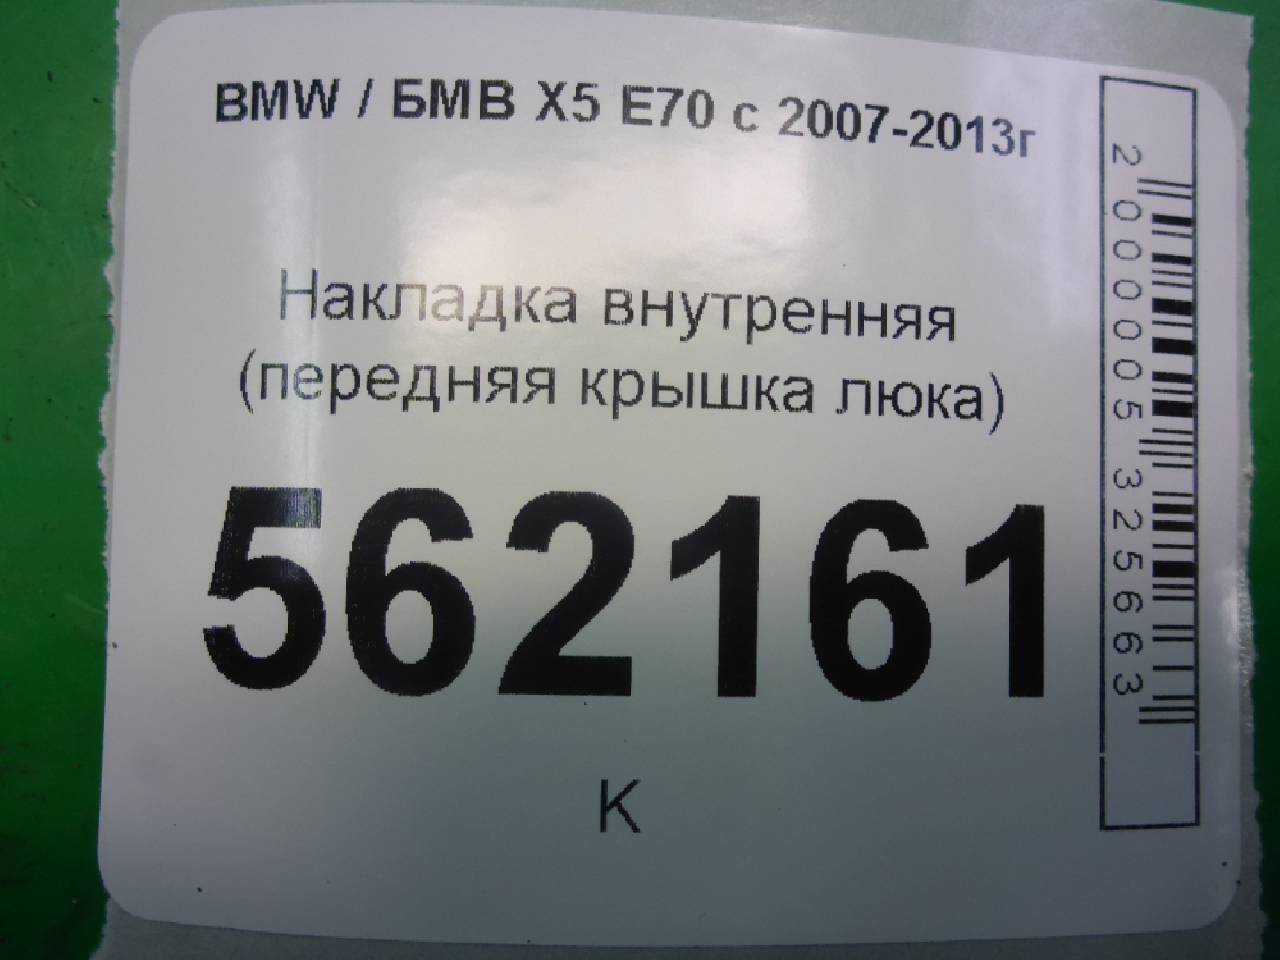 BMW / БМВ X5 E70 с 2007-2013г
Накладка внутренняя
(передняя крышка люка)
562161
К
2000005325663